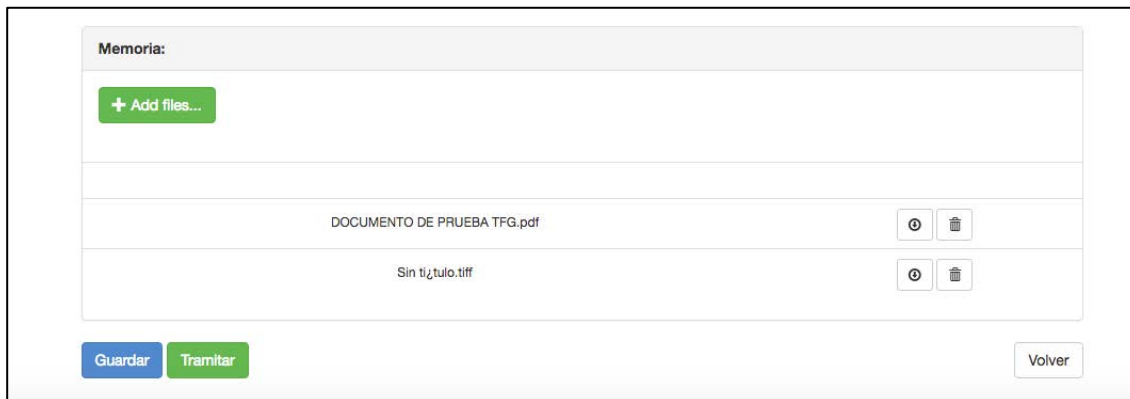 Memoria:
+ Add files...
DOCUMENTO DE PRUEBA TFG.pdf
Sin ti¿tulo.tiff
Guardar Tramitar Volver